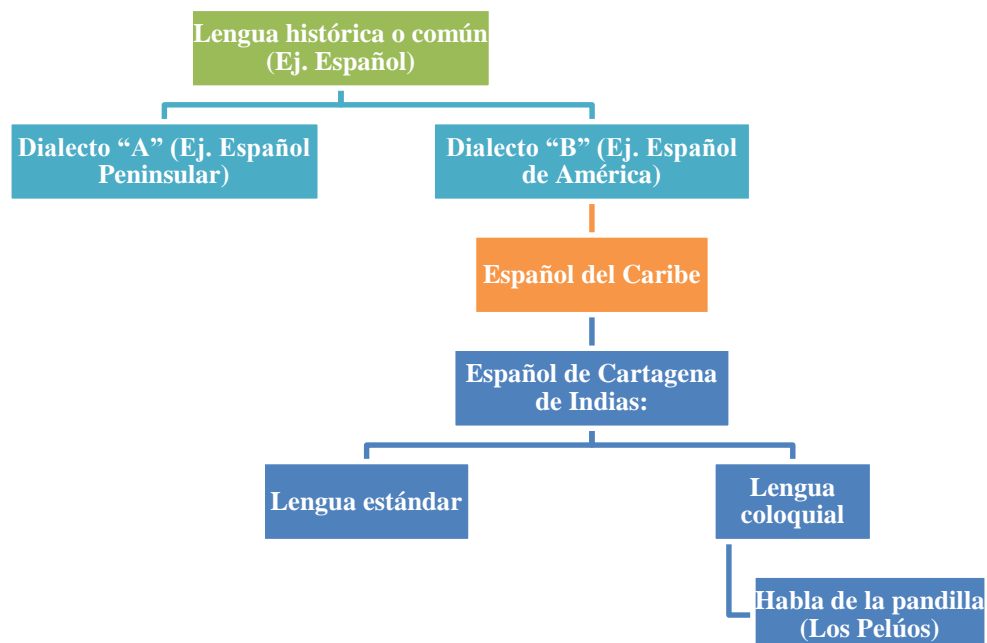 Lengua histórica o común
(Ej. Español)
Dialecto “A” (Ej. Español
Peninsular)
Dialecto “B” (Ej. Español
de América)
Español del Caribe
Español de Cartagena
de Indias:
Lengua estándar
Lengua
coloquial
Habla de la pandilla
(Los Pelúos)